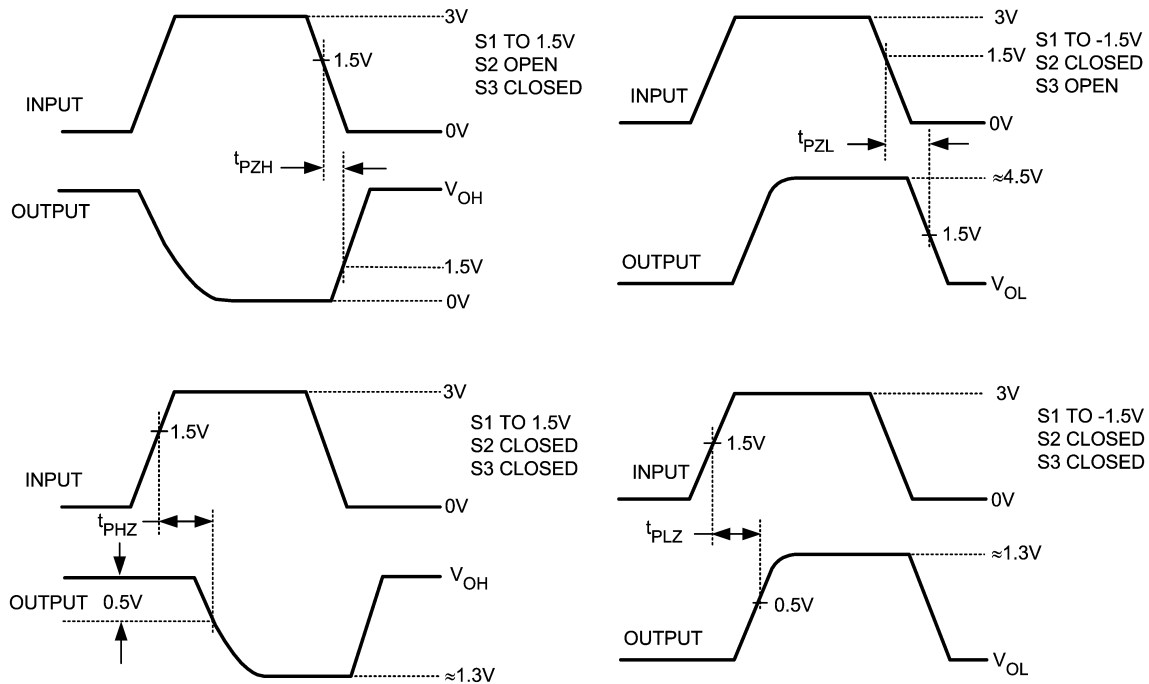 3V
S1 TO 1.5V
S2 OPEN
S3 CLOSED
1.5V
INPUT
0V
tPZH
VOH
OUTPUT
1.5V
0V
3V
S1 TO -1.5V
S2 CLOSED
S3 OPEN
1.5V
INPUT
0V
tPZL
≈4.5V
1.5V
OUTPUT
VOL
3V
S1 TO 1.5V
S2 CLOSED
S3 CLOSED
1.5V
INPUT
0V
tPHZ
VOH
OUTPUT
0.5V
≈1.3V
3V
S1 TO -1.5V
S2 CLOSED
S3 CLOSED
1.5V
INPUT
0V
tPLZ
≈1.3V
0.5V
OUTPUT
VOL